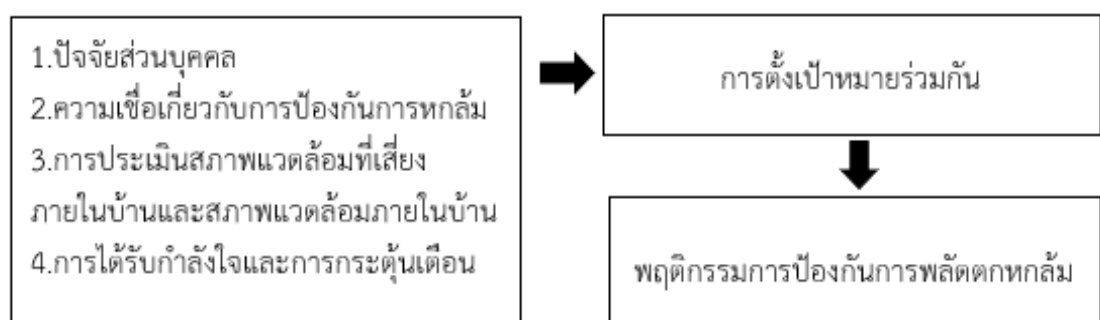 1.ปัจจัยส่วนบุคคล
2.ความเชื่อเกี่ยวกับการป้องกันการหกล้ม
3.การประเมินสภาพแวดล้อมที่เสี่ยง
ภายในบ้านและสภาพแวดล้อมภายในบ้าน
4.การได้รับกำลังใจและการกระตุ้นเตือน
การตั้งเป้าหมายร่วมกัน
พฤติกรรมการป้องกันการพลัดตกหกล้ม